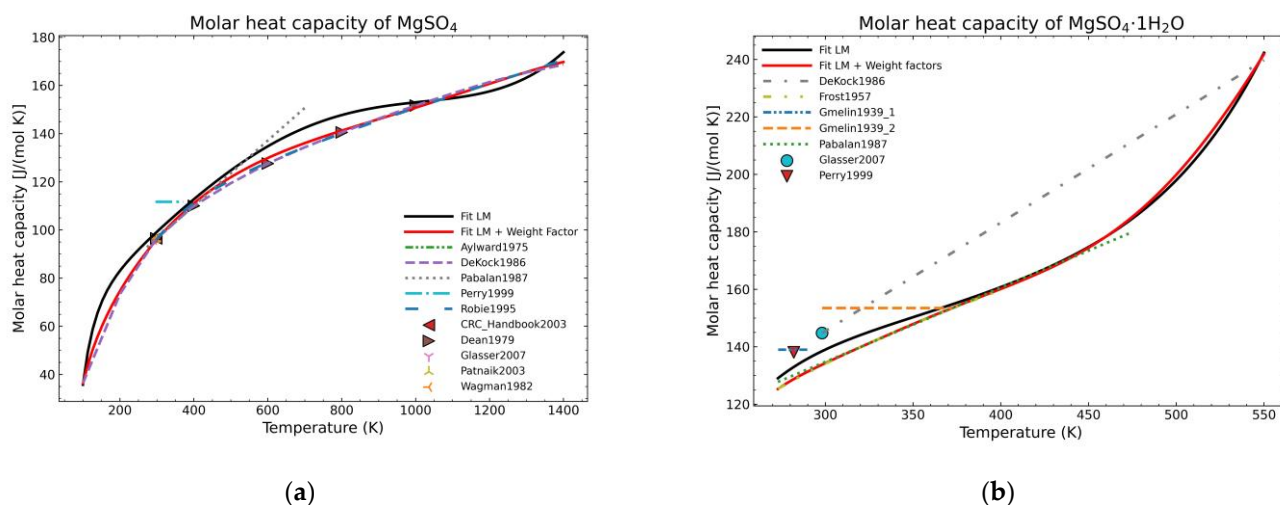 Molar heat capacity of MgSO₄
Molar heat capacity [J/(mol K)]
180
160
140
120
100
80
60
40
Fit LM
Fit LM + Weight Factor
Aylward1975
DeKock1986
Pabalan1987
Perry1999
Robie1995
CRC_Handbook2003
Dean1979
Glasser2007
Patnaik2003
Wagman1982
200 400 600 800 1000 1200 1400
Temperature (K)
(a)
Molar heat capacity of MgSO₄·1H₂O
Molar heat capacity [J/(mol K)]
240
220
200
180
160
140
120
Fit LM
Fit LM + Weight factors
DeKock1986
Frost1957
Gmelin1939_1
Gmelin1939_2
Pabalan1987
Glasser2007
Perry1999
300 350 400 450 500 550
Temperature (K)
(b)